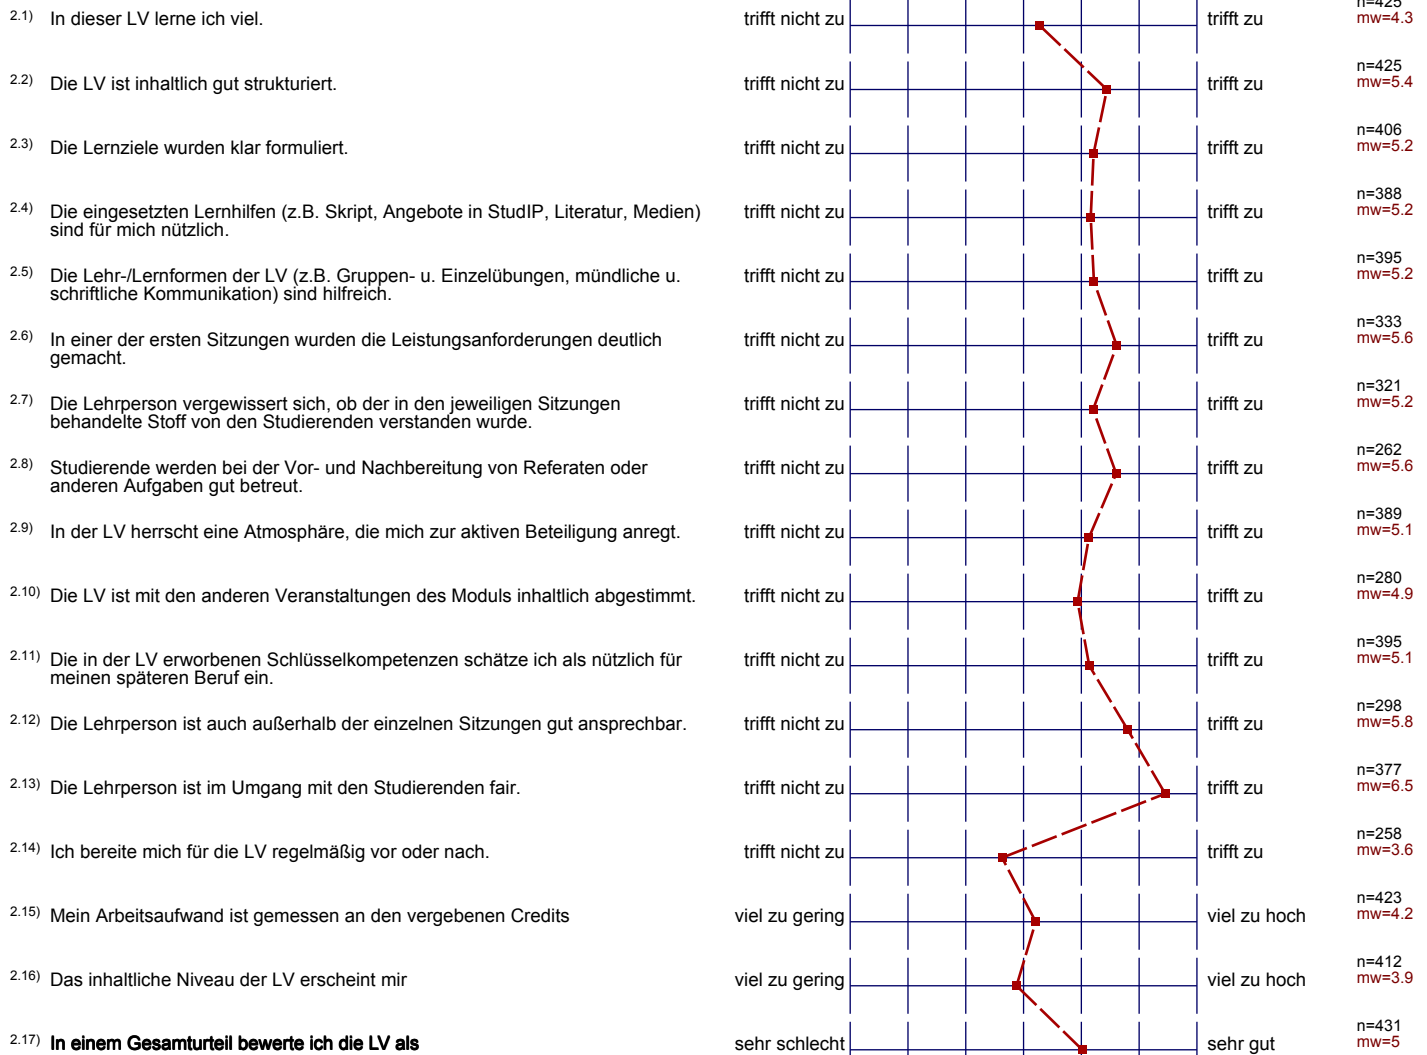 n=425
2.1) In dieser LV lerne ich viel. trifft nicht zu trifft zu mw=4.3
n=425
2.2) Die LV ist inhaltlich gut strukturiert. trifft nicht zu trifft zu mw=5.4
n=406
2.3) Die Lernziele wurden klar formuliert. trifft nicht zu trifft zu mw=5.2
n=388
2.4) Die eingesetzten Lernhilfen (z.B. Skript, Angebote in StudIP, Literatur, Medien) trifft nicht zu trifft zu mw=5.2
sind für mich nützlich.
n=395
2.5) Die Lehr-/Lernformen der LV (z.B. Gruppen- u. Einzelübungen, mündliche u. trifft nicht zu trifft zu mw=5.2
schriftliche Kommunikation) sind hilfreich.
n=333
2.6) In einer der ersten Sitzungen wurden die Leistungsanforderungen deutlich trifft nicht zu trifft zu mw=5.6
gemacht.
n=321
2.7) Die Lehrperson vergewissert sich, ob der in den jeweiligen Sitzungen trifft nicht zu trifft zu mw=5.2
behandelte Stoff von den Studierenden verstanden wurde.
n=262
2.8) Studierende werden bei der Vor- und Nachbereitung von Referaten oder trifft nicht zu trifft zu mw=5.6
anderen Aufgaben gut betreut.
n=389
2.9) In der LV herrscht eine Atmosphäre, die mich zur aktiven Beteiligung anregt. trifft nicht zu trifft zu mw=5.1
n=280
2.10) Die LV ist mit den anderen Veranstaltungen des Moduls inhaltlich abgestimmt. trifft nicht zu trifft zu mw=4.9
n=395
2.11) Die in der LV erworbenen Schlüsselkompetenzen schätze ich als nützlich für trifft nicht zu trifft zu mw=5.1
meinen späteren Beruf ein.
n=298
2.12) Die Lehrperson ist auch außerhalb der einzelnen Sitzungen gut ansprechbar. trifft nicht zu trifft zu mw=5.8
n=377
2.13) Die Lehrperson ist im Umgang mit den Studierenden fair. trifft nicht zu trifft zu mw=6.5
n=258
2.14) Ich bereite mich für die LV regelmäßig vor oder nach. trifft nicht zu trifft zu mw=3.6
n=423
2.15) Mein Arbeitsaufwand ist gemessen an den vergebenen Credits viel zu gering viel zu hoch mw=4.2
n=412
2.16) Das inhaltliche Niveau der LV erscheint mir viel zu gering viel zu hoch mw=3.9
n=431
2.17) In einem Gesamturteil bewerte ich die LV als sehr schlecht sehr gut mw=5